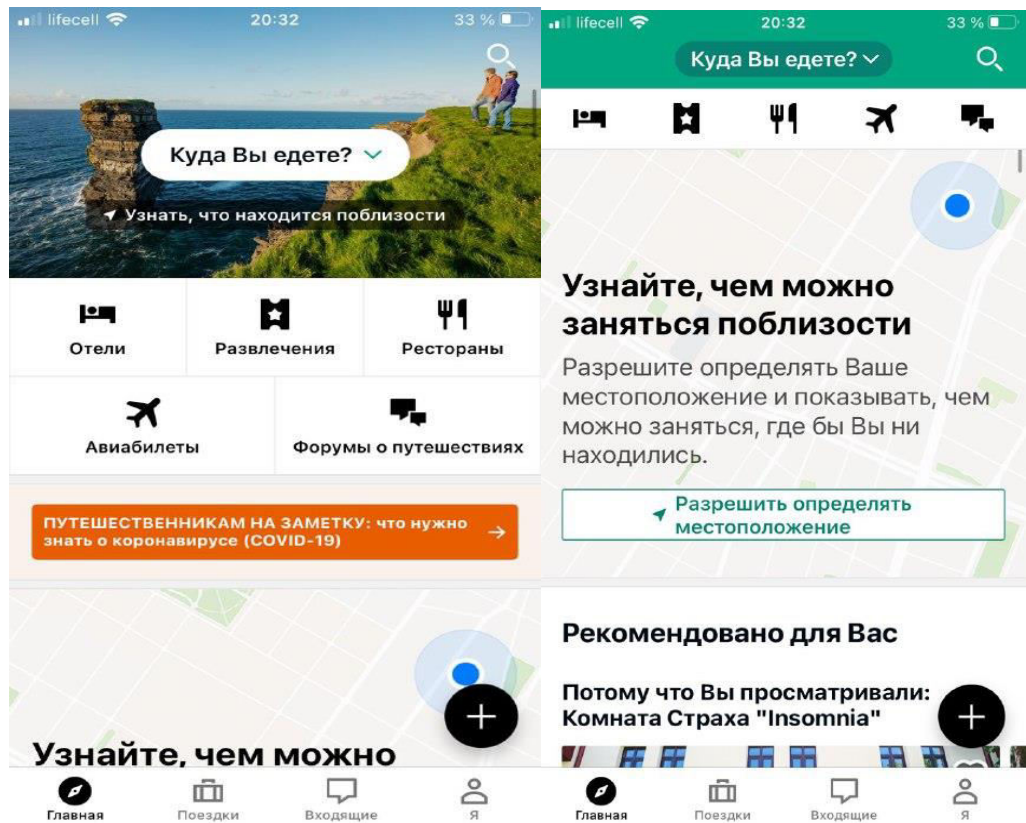 lifecell 20:32 33 %
Куда Вы едете?
Узнать, что находится поблизости
Отели Развлечения Рестораны
Авиабилеты Форумы о путешествиях
ПУТЕШЕСТВЕННИКАМ НА ЗАМЕТКУ: что нужно
знать о коронавирусе (COVID-19)
Узнайте, чем можно
Главная Поездки Входящие Я
lifecell 20:32 33 %
Куда Вы едете?
Узнайте, чем можно
заняться поблизости
Разрешите определять Ваше
местоположение и показывать, чем
можно заняться, где бы Вы ни
находились.
Разрешить определять
местоположение
Рекомендовано для Вас
Потому что Вы просматривали:
Комната Страха "Insomnia"
Главная Поездки Входящие Я